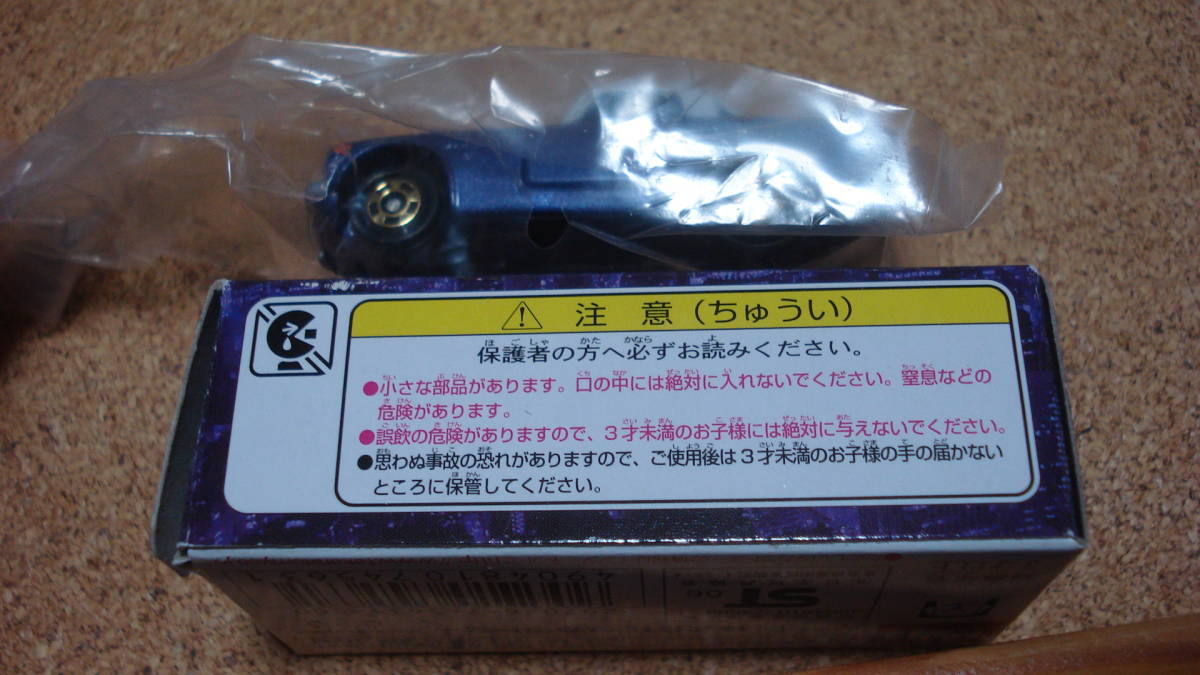 注意（ちゅうい）
保護者の方へ必ずお読みください。
●小さな部品があります。口の中には絶対に入れないでください。窒息などの
危険があります。
●誤飲の危険がありますので、3才未満のお子様には絶対に与えないでください。
●思わぬ事故の恐れがありますので、ご使用後は3才未満のお子様の手の届かない
ところに保管してください。
ST